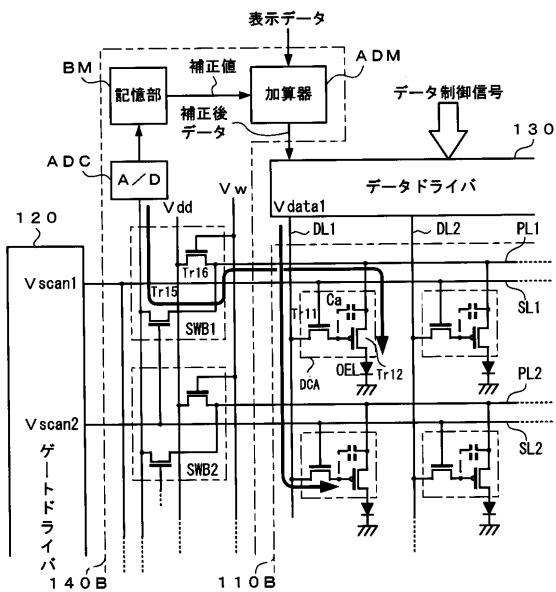 表示データ
BM
補正値
ADM
記憶部
加算器
補正後
データ
データ制御信号
ADC
A/D
130
Vdd
Vw
Vdata1
データドライバ
120
DL1
DL2
PL1
Tr16
Vscan1
Tr15
SL1
Ca
Tr11
SWB1
OEL
Tr12
DCA
PL2
Vscan2
SL2
SWB2
ゲートドライバ
140B
110B